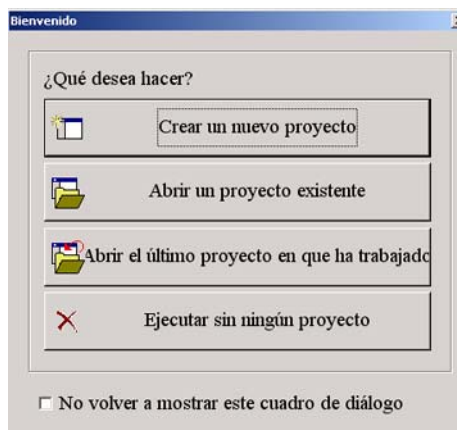 Bienvenido
¿Qué desea hacer?
Crear un nuevo proyecto
Abrir un proyecto existente
Abrir el último proyecto en que ha trabajado
Ejecutar sin ningún proyecto
No volver a mostrar este cuadro de diálogo